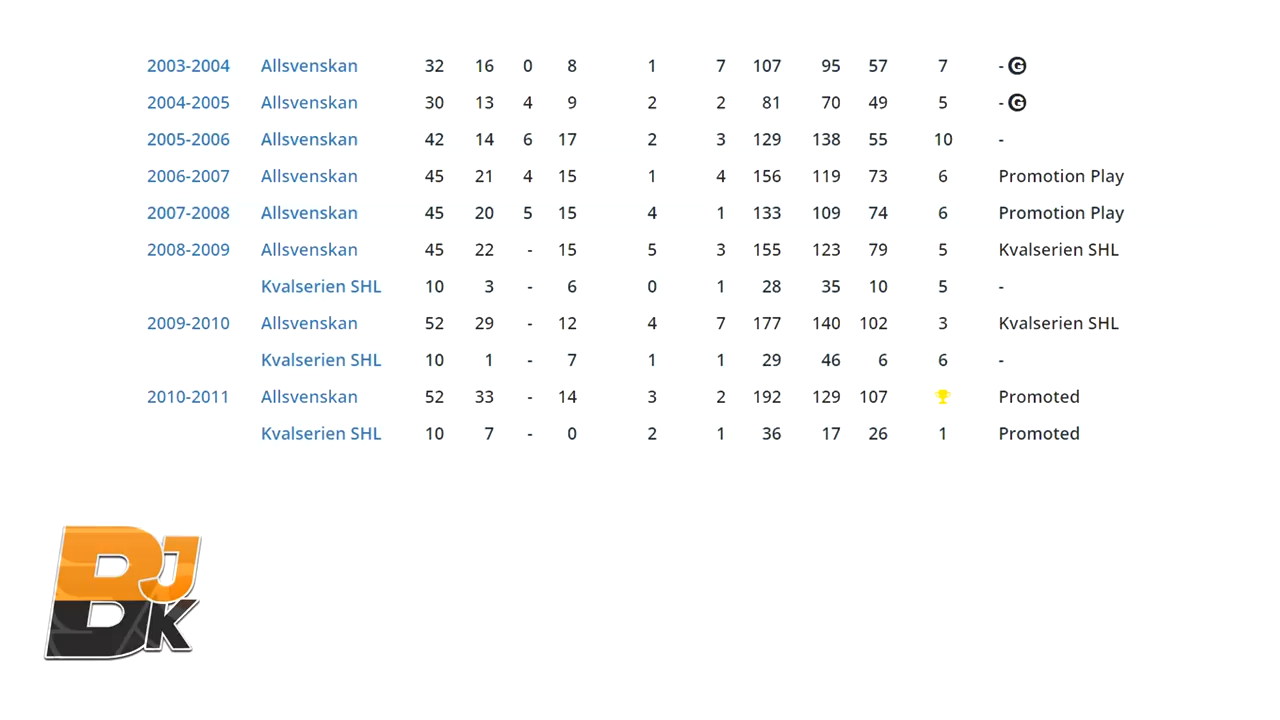 2003-2004 Allsvenskan 32 16 0 8 1 7 107 95 57 7 - G
2004-2005 Allsvenskan 30 13 4 9 2 2 81 70 49 5 - G
2005-2006 Allsvenskan 42 14 6 17 2 3 129 138 55 10 -
2006-2007 Allsvenskan 45 21 4 15 1 4 156 119 73 6 Promotion Play
2007-2008 Allsvenskan 45 20 5 15 4 1 133 109 74 6 Promotion Play
2008-2009 Allsvenskan 45 22 - 15 5 3 155 123 79 5 Kvalserien SHL
Kvalserien SHL 10 3 - 6 0 1 28 35 10 5 -
2009-2010 Allsvenskan 52 29 - 12 4 7 177 140 102 3 Kvalserien SHL
Kvalserien SHL 10 1 - 7 1 1 29 46 6 6 -
2010-2011 Allsvenskan 52 33 - 14 3 2 192 129 107 Promoted
Kvalserien SHL 10 7 - 0 2 1 36 17 26 1 Promoted
BJDK